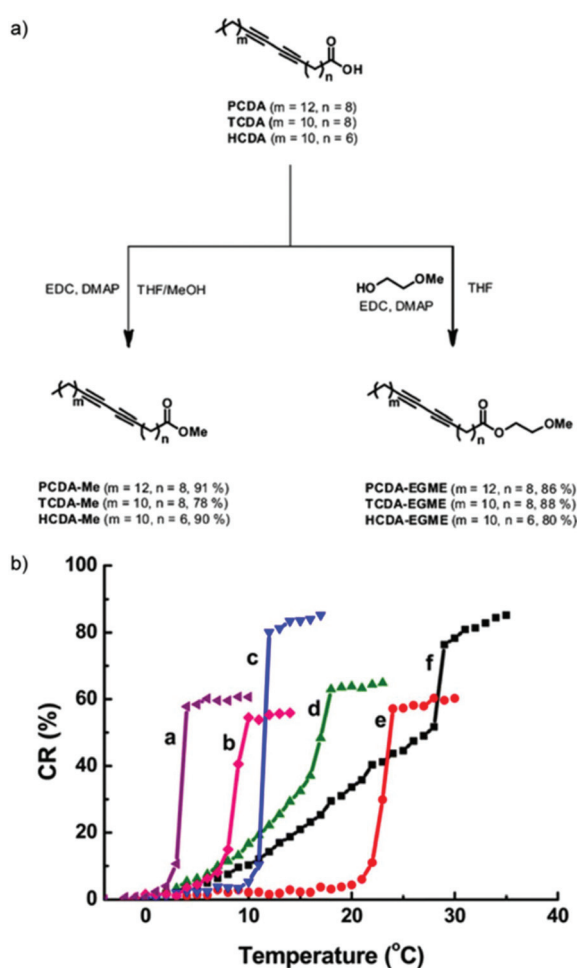 a)
m
n
O
OH
PCDA (m = 12, n = 8)
TCDA (m = 10, n = 8)
HCDA (m = 10, n = 6)
EDC, DMAP
THF/MeOH
HO
OMe
EDC, DMAP
THF
m
n
O
OMe
PCDA-Me (m = 12, n = 8, 91 %)
TCDA-Me (m = 10, n = 8, 78 %)
HCDA-Me (m = 10, n = 6, 90 %)
m
n
O
O
OMe
PCDA-EGME (m = 12, n = 8, 86 %)
TCDA-EGME (m = 10, n = 8, 88 %)
HCDA-EGME (m = 10, n = 6, 80 %)
b)
100
80
60
40
20
0
CR (%)
a
b
c
d
e
f
0
10
20
30
40
Temperature (°C)